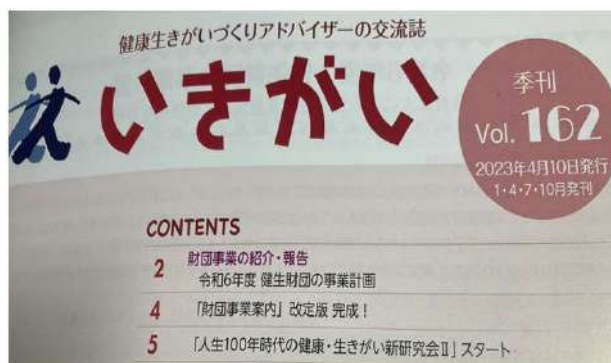 健康生きがいづくりアドバイザーの交流誌
いきがい
季刊
Vol. 162
2023年4月10日発行
1・4・7・10月発刊
CONTENTS
2 財団事業の紹介・報告
令和6年度 健生財団の事業計画
4 「財団事業案内」改定版 完成！
5 「人生100年時代の健康・生きがい新研究会Ⅱ」スタート